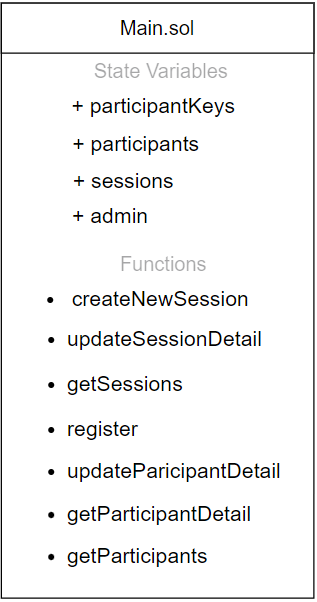 Main.sol
State Variables
+ participantKeys
+ participants
+ sessions
+ admin
Functions
• createNewSession
• updateSessionDetail
• getSessions
• register
• updateParicipantDetail
• getParticipantDetail
• getParticipants